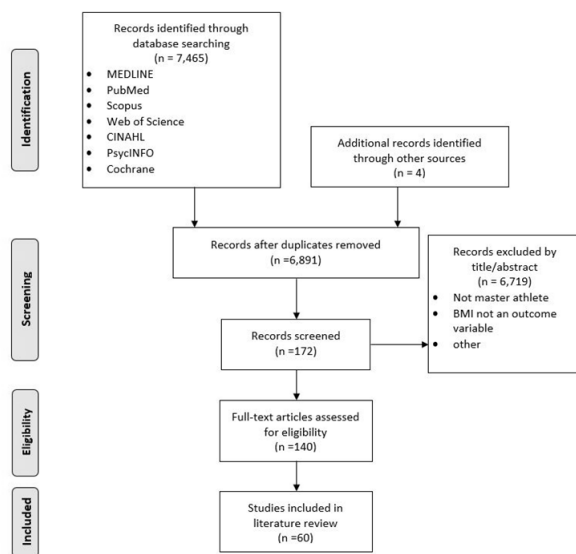 Identification
Records identified through
database searching
(n = 7,465)
• MEDLINE
• PubMed
• Scopus
• Web of Science
• CINAHL
• PsycINFO
• Cochrane
Additional records identified
through other sources
(n = 4)
Screening
Records after duplicates removed
(n =6,891)
Records excluded by
title/abstract
(n = 6,719)
• Not master athlete
• BMI not an outcome
variable
• other
Records screened
(n =172)
Eligibility
Full-text articles assessed
for eligibility
(n =140)
Included
Studies included in
literature review
(n =60)